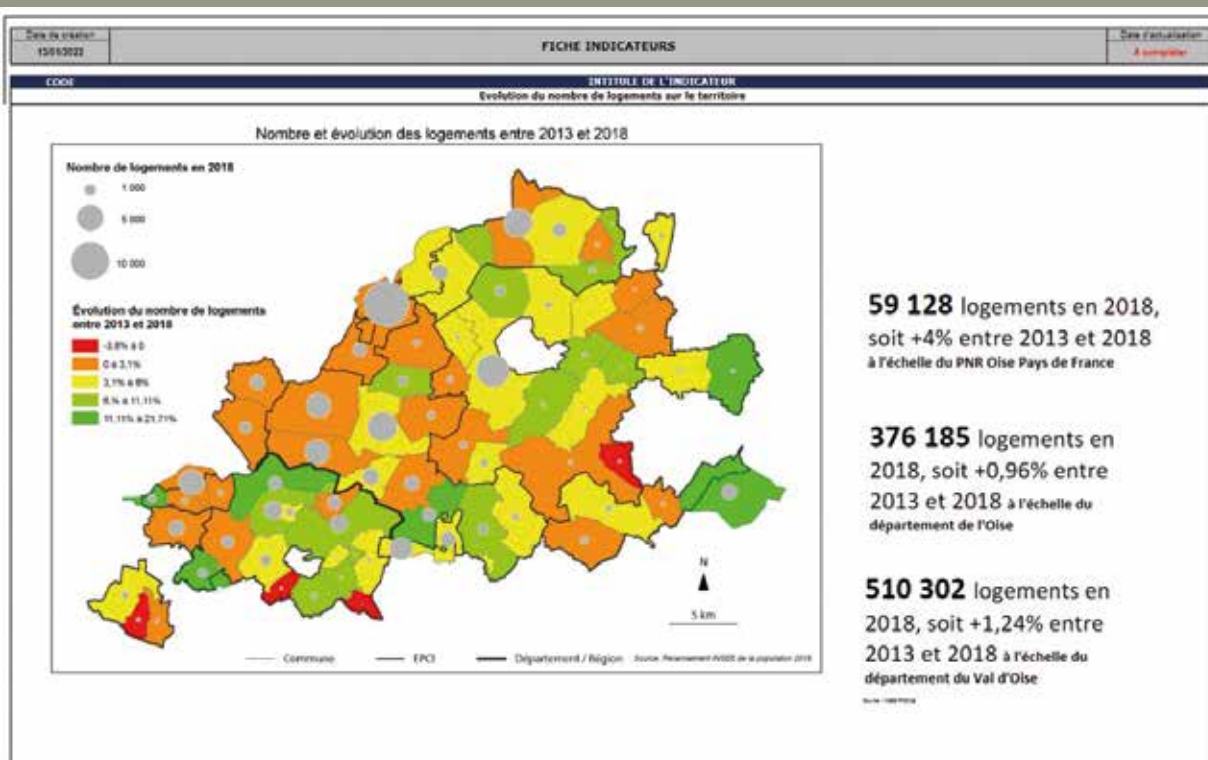 Date de création
FICHE INDICATEURS
Date d'actualisation
A compléter
CODE
INTITULE DE L'INDICATEUR
Evolution du nombre de logements sur le territoire
Nombre et évolution des logements entre 2013 et 2018
Nombre de logements en 2018
1 000
5 000
10 000
Évolution du nombre de logements
entre 2013 et 2018
-3,8% à 0
0 à 3,1%
3,1% à 6%
6,% à 11,11%
11,11% à 21,71%
N
5 km
Commune
EPCI
Département / Région
Source: Recensement INSEE de la population 2018
59 128 logements en 2018,
soit +4% entre 2013 et 2018
à l'échelle du PNR Oise Pays de France
376 185 logements en
2018, soit +0,96% entre
2013 et 2018 à l'échelle du
département de l'Oise
510 302 logements en
2018, soit +1,24% entre
2013 et 2018 à l'échelle du
département du Val d'Oise